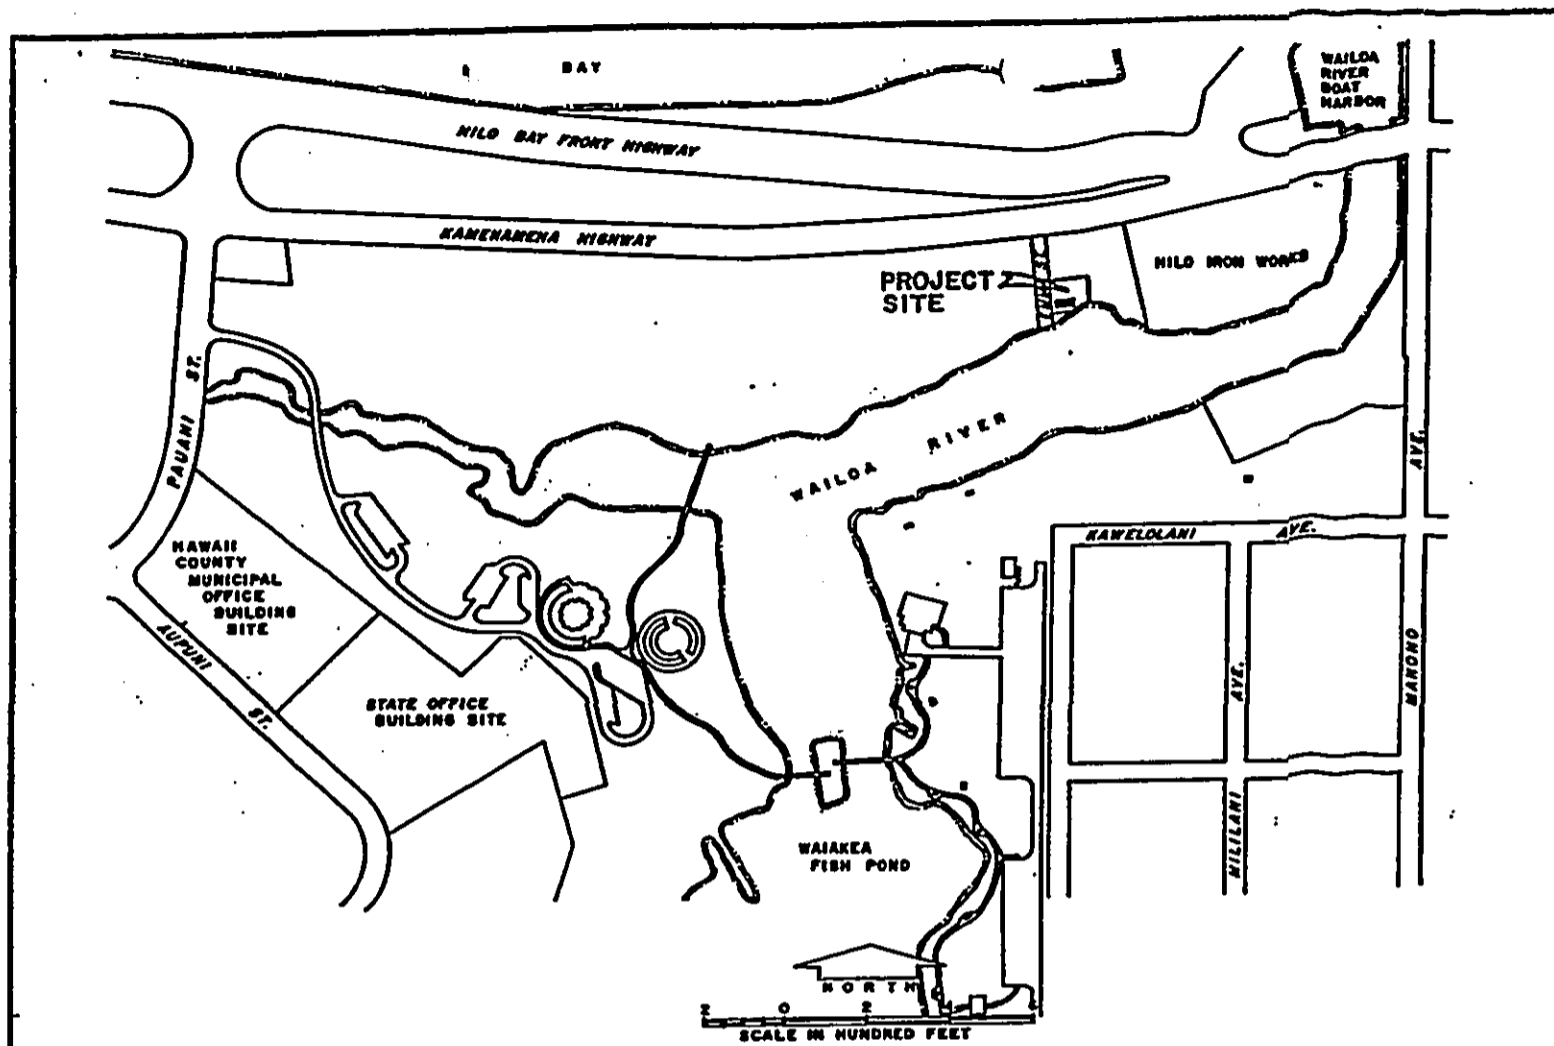 BAY
WAILOA
RIVER
BOAT
HARBOR
HILO BAY FRONT HIGHWAY
KAMEHAMEHA HIGHWAY
HILO IRON WORKS
PROJECT
SITE
PAUAHI ST.
WAILOA RIVER
AVE.
KAWELOLANI AVE.
HAWAII
COUNTY
MUNICIPAL
OFFICE
BUILDING
SITE
AUPUNI ST.
STATE OFFICE
BUILDING SITE
AVE.
MANONO
MILILANI
WAIAKEA
FISH POND
NORTH
2 0 2 4
SCALE IN HUNDRED FEET